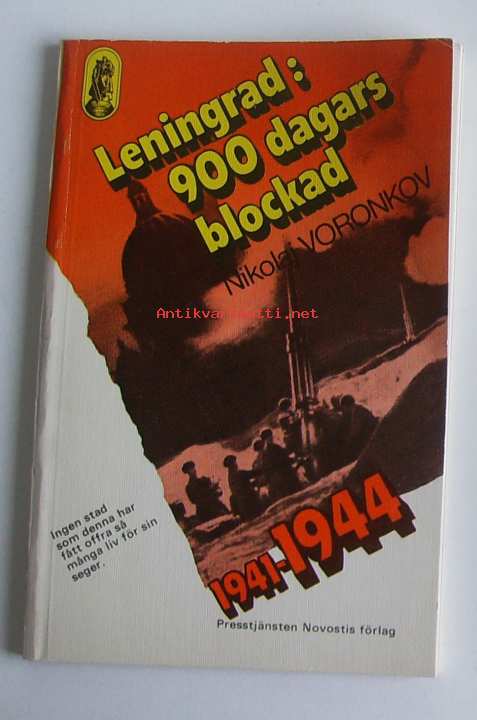 Leningrad:
900 dagars
blockad
Nikolaj VORONKOV
Antikvariaatti.net
Ingen stad
som denna har
fått offra så
många liv för sin
seger.
1941-1944
Presstjänsten Novostis förlag